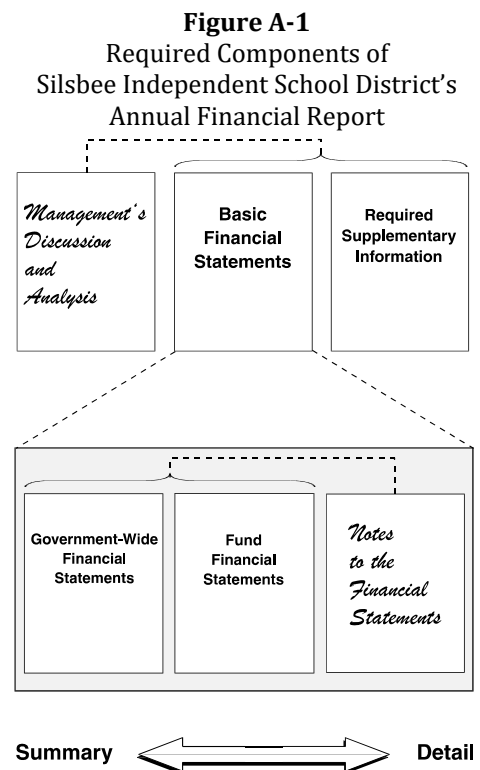 Figure A-1
Required Components of
Silsbee Independent School District's
Annual Financial Report
Management's
Discussion
and
Analysis
Basic
Financial
Statements
Required
Supplementary
Information
Government-Wide
Financial
Statements
Fund
Financial
Statements
Notes
to the
Financial
Statements
Summary
Detail